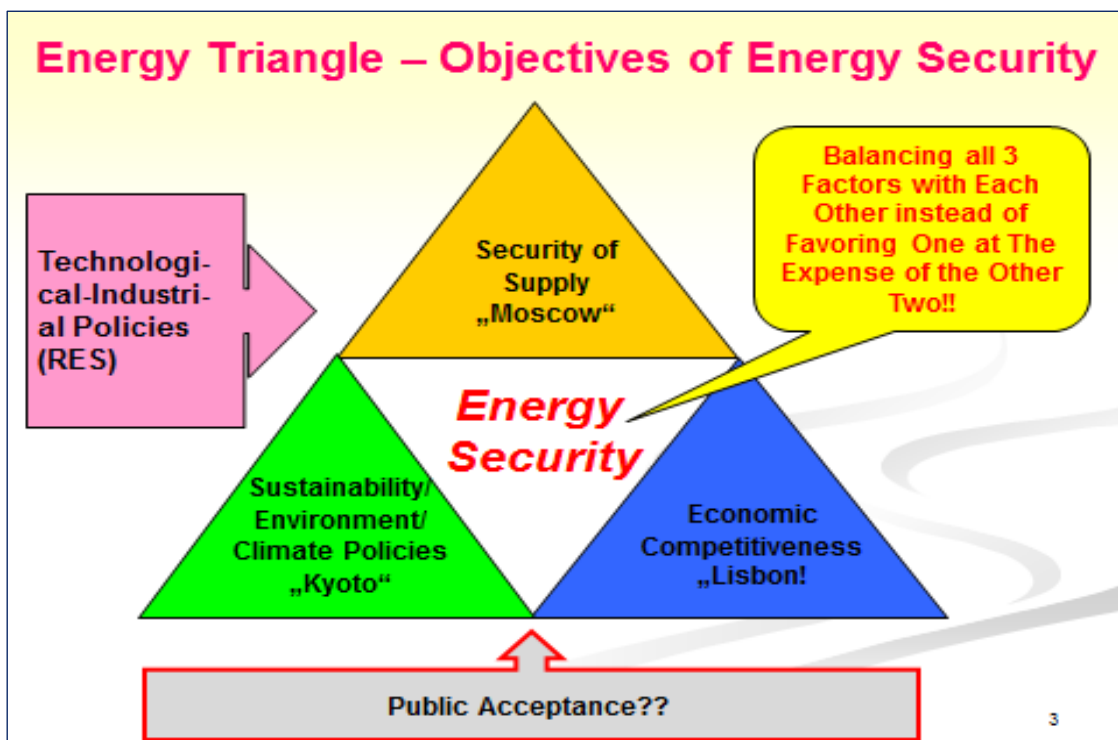 Energy Triangle – Objectives of Energy Security
Balancing all 3
Factors with Each
Other instead of
Favoring One at The
Expense of the Other
Two!!
Technologi-
cal-Industri-
al Policies
(RES)
Security of
Supply
„Moscow“
Energy
Security
Sustainability/
Environment/
Climate Policies
„Kyoto“
Economic
Competitiveness
„Lisbon!
Public Acceptance??
3